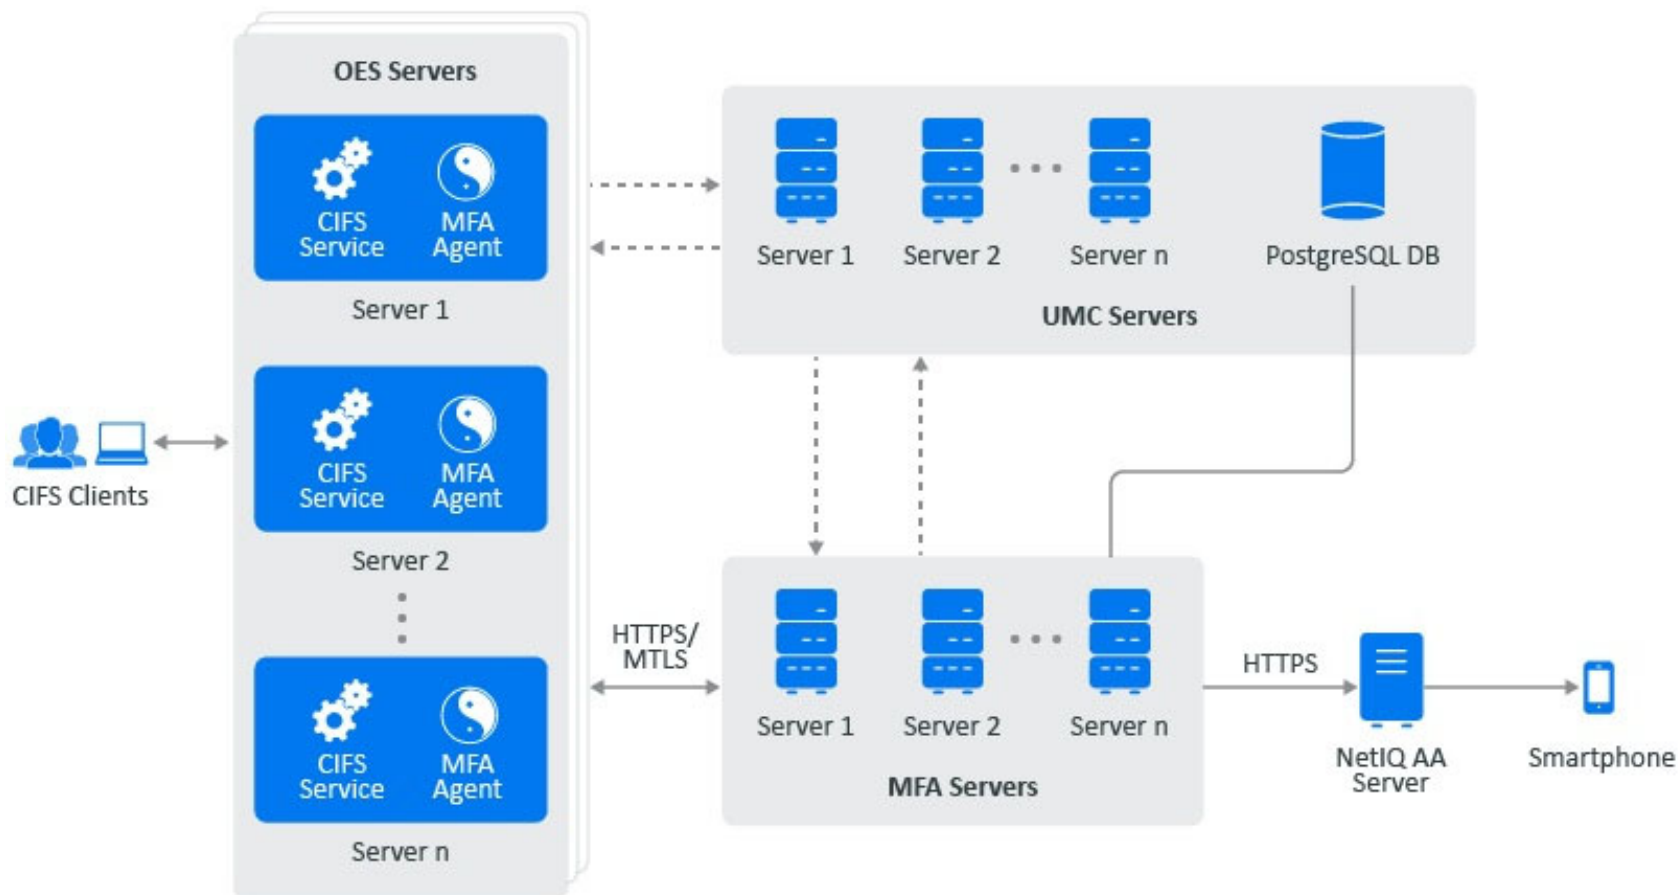 OES Servers
CIFS
Service
MFA
Agent
Server 1
CIFS
Service
MFA
Agent
Server 2
CIFS
Service
MFA
Agent
Server n
CIFS Clients
Server 1
Server 2
Server n
PostgreSQL DB
UMC Servers
HTTPS/
MTLS
Server 1
Server 2
Server n
MFA Servers
HTTPS
NetIQ AA
Server
Smartphone